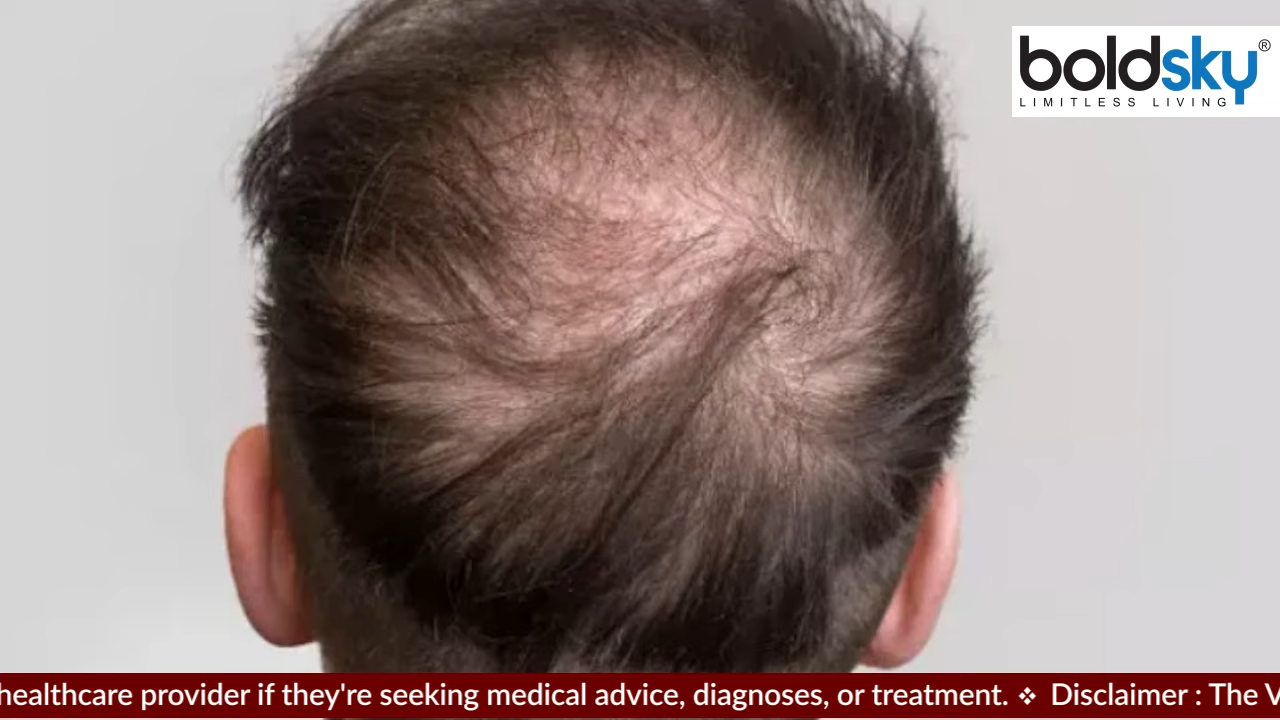 boldsky®
LIMITLESS LIVING
healthcare provider if they're seeking medical advice, diagnoses, or treatment. ❖ Disclaimer : The V